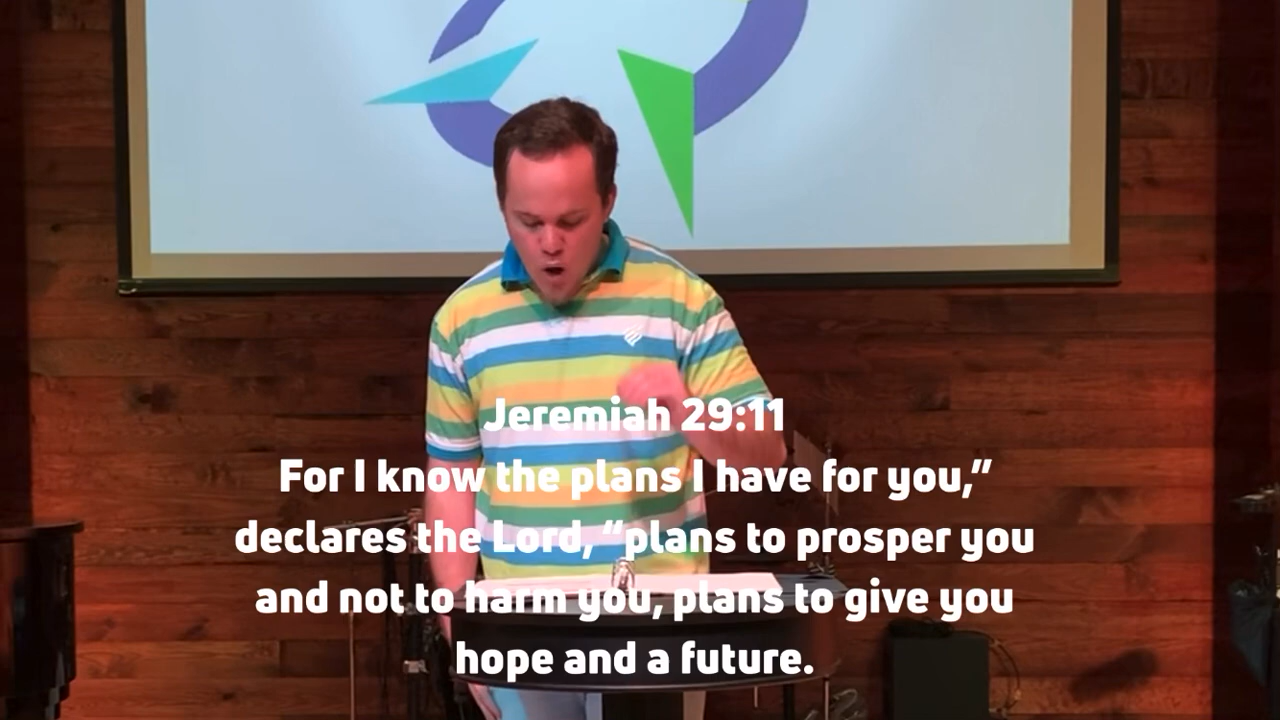 Jeremiah 29:11
For I know the plans I have for you,”
declares the Lord, “plans to prosper you
and not to harm you, plans to give you
hope and a future.